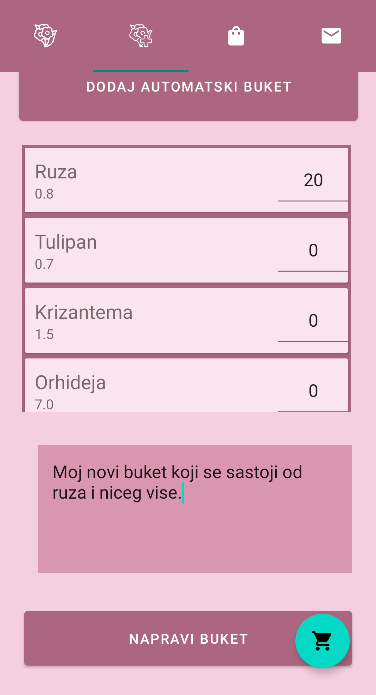 DODAJ AUTOMATSKI BUKET
Ruza
20
0.8
Tulipan
0
0.7
Krizantema
0
1.5
Orhideja
0
7.0
Moj novi buket koji se sastoji od
ruza i niceg vise.
NAPRAVI BUKET